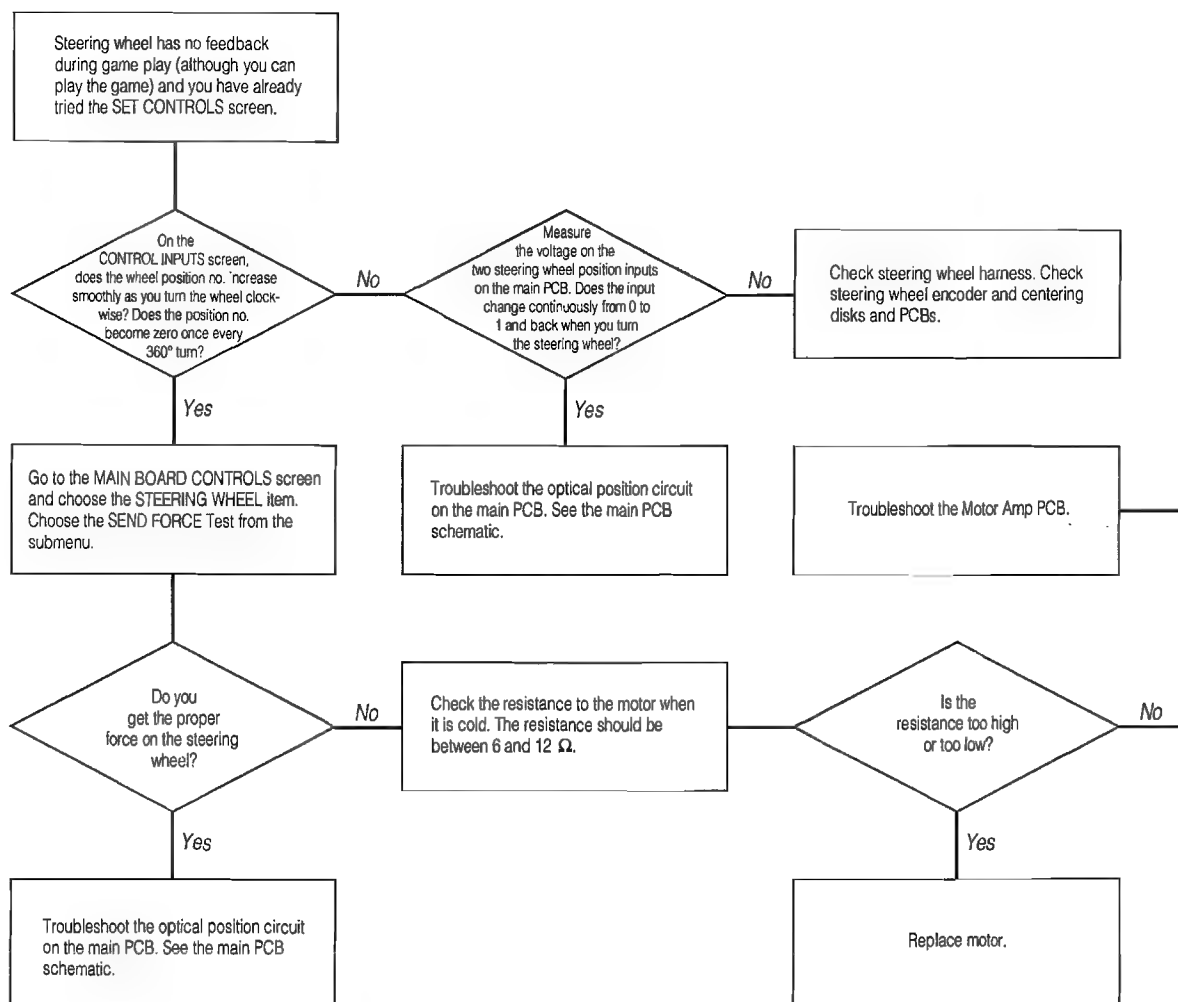 Steering wheel has no feedback
during game play (although you can
play the game) and you have already
tried the SET CONTROLS screen.
On the
CONTROL INPUTS screen,
does the wheel position no. increase
smoothly as you turn the wheel clock-
wise? Does the position no.
become zero once every
360° turn?
No
Measure
the voltage on the
two steering wheel position inputs
on the main PCB. Does the input
change continuously from 0 to
1 and back when you turn
the steering wheel?
No
Check steering wheel harness. Check
steering wheel encoder and centering
disks and PCBs.
Yes
Yes
Go to the MAIN BOARD CONTROLS screen
and choose the STEERING WHEEL item.
Choose the SEND FORCE Test from the
submenu.
Troubleshoot the optical position circuit
on the main PCB. See the main PCB
schematic.
Troubleshoot the Motor Amp PCB.
Do you
get the proper
force on the steering
wheel?
No
Check the resistance to the motor when
it is cold. The resistance should be
between 6 and 12 Ω.
Is the
resistance too high
or too low?
No
Yes
Yes
Troubleshoot the optical position circuit
on the main PCB. See the main PCB
schematic.
Replace motor.